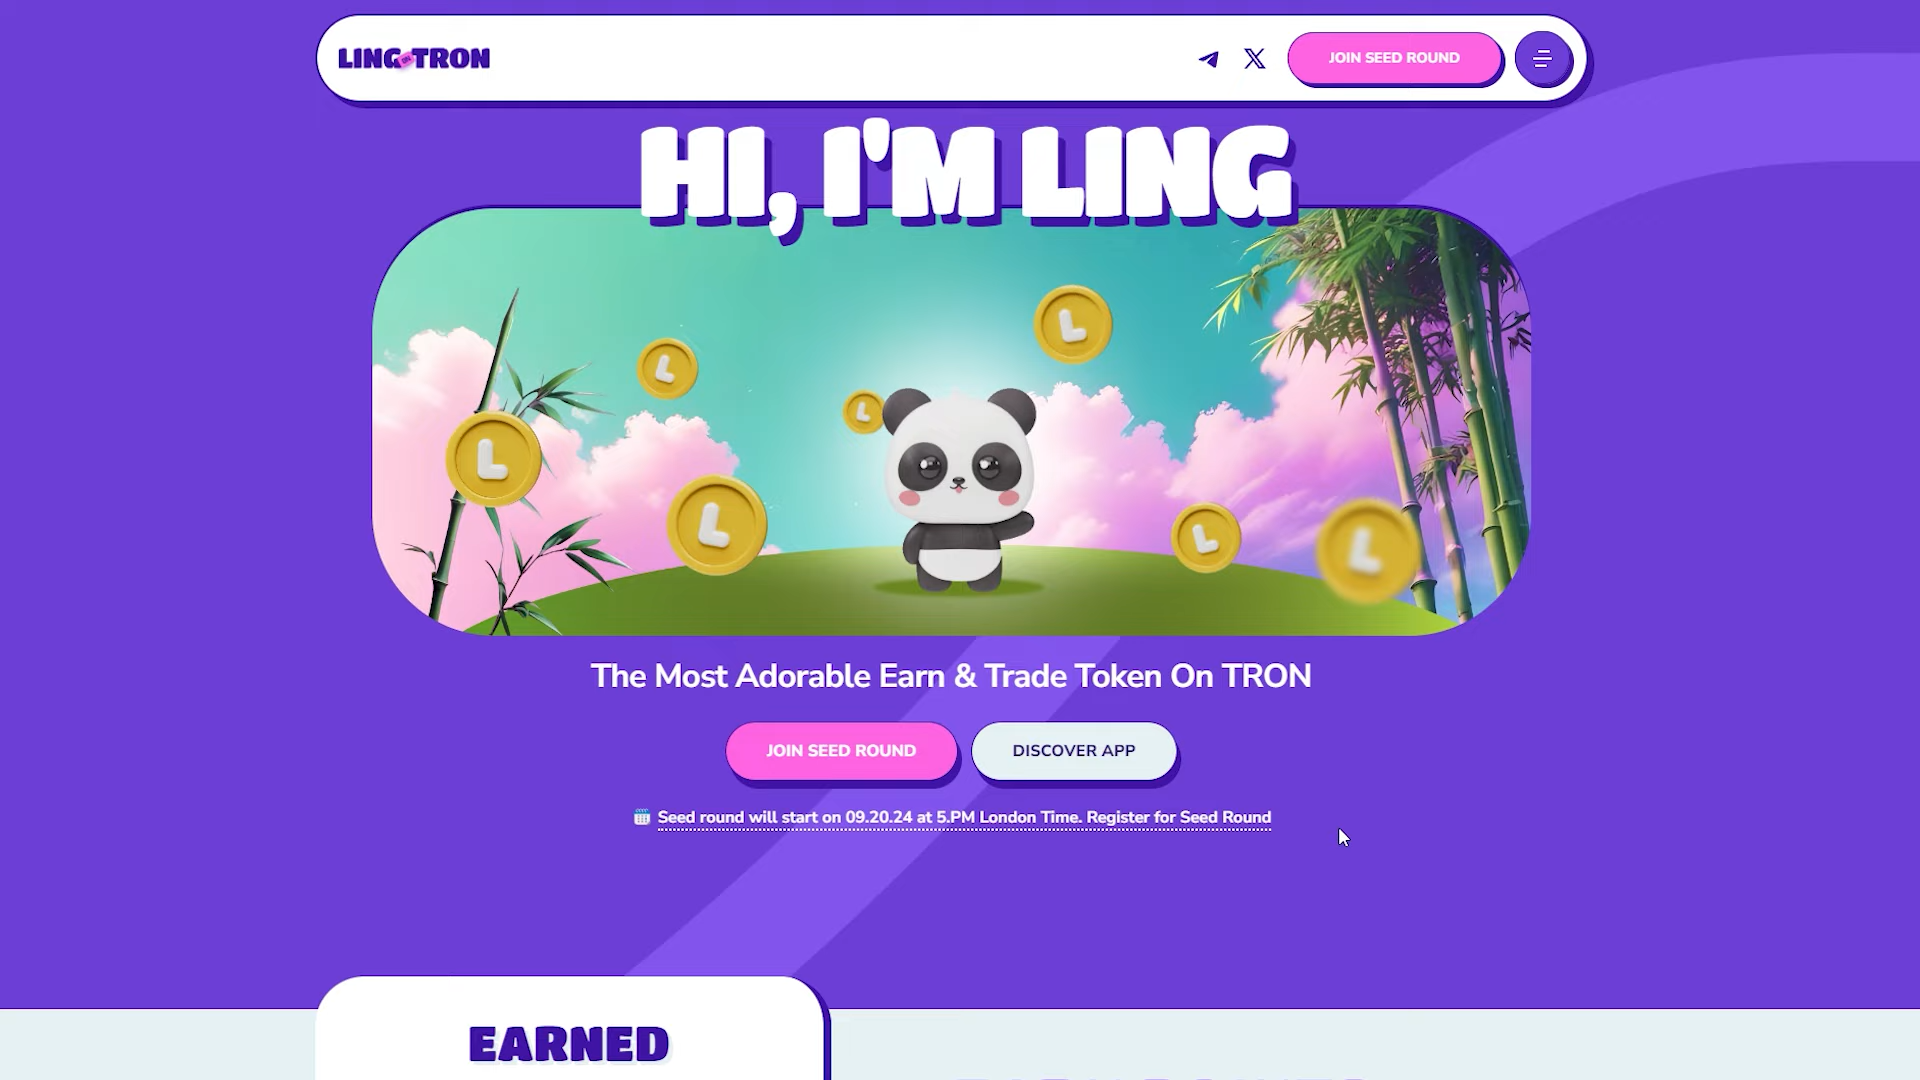 LING ON TRON
JOIN SEED ROUND
HI, I'M LING
L
L
L
L
L
L
L
The Most Adorable Earn & Trade Token On TRON
JOIN SEED ROUND
DISCOVER APP
Seed round will start on 09.20.24 at 5.PM London Time. Register for Seed Round
EARNED